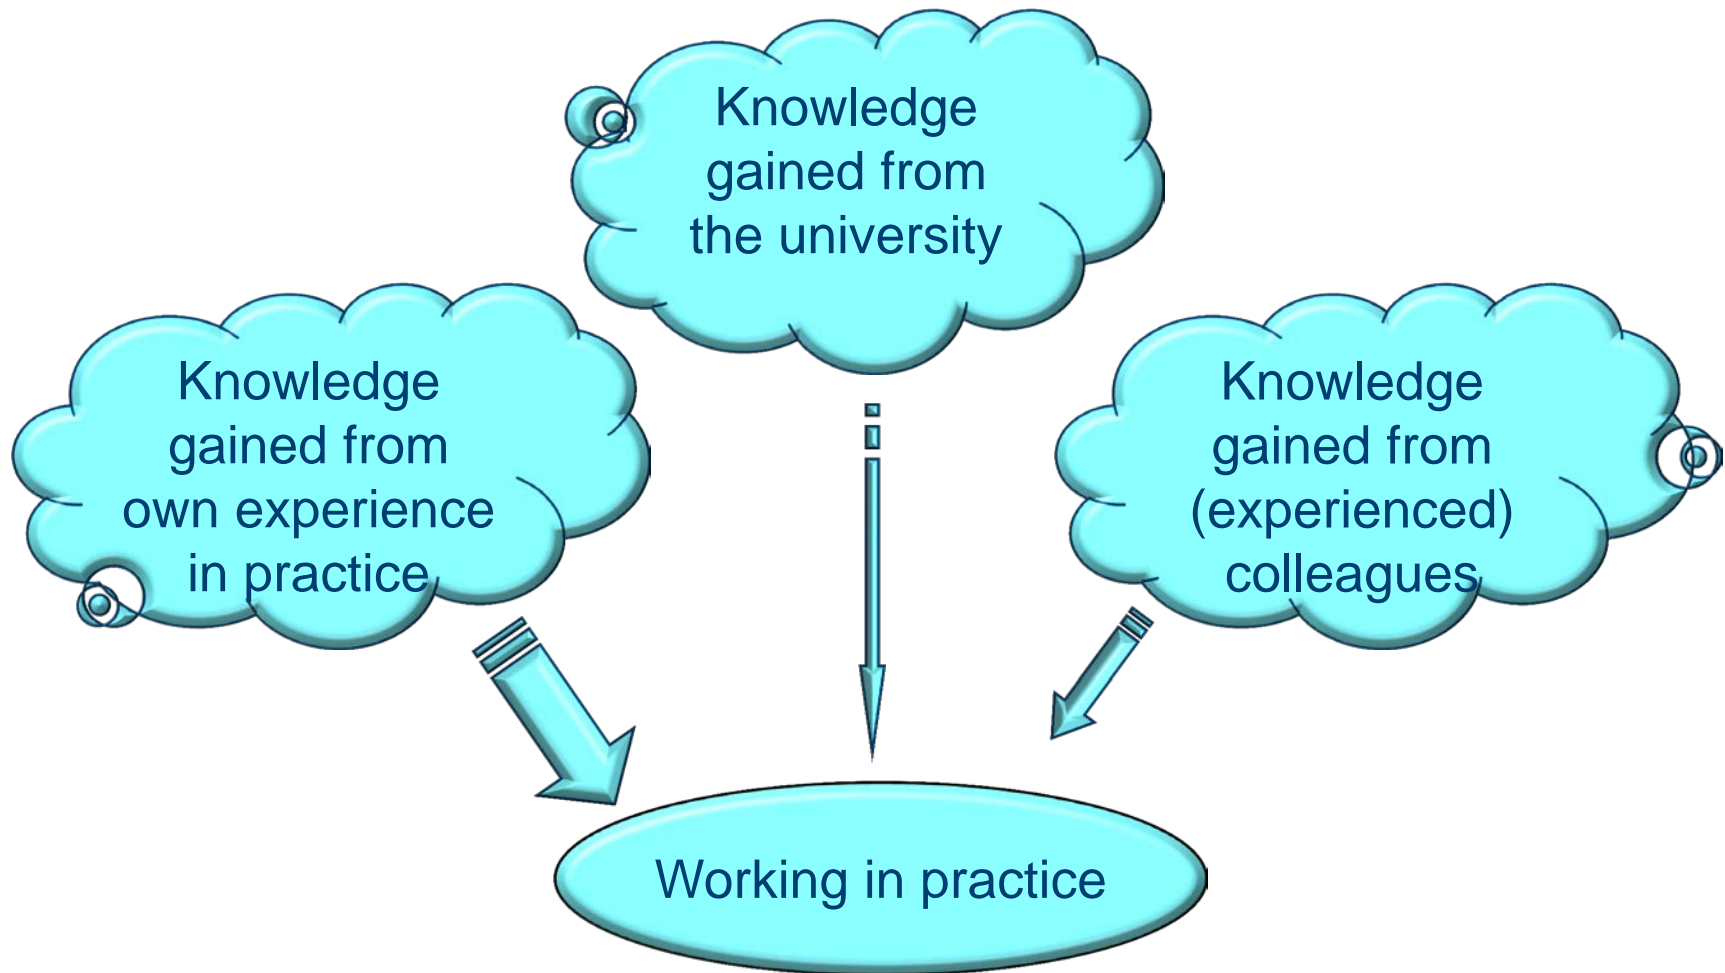 Knowledge
gained from
the university
Knowledge
gained from
own experience
in practice
Knowledge
gained from
(experienced)
colleagues
Working in practice